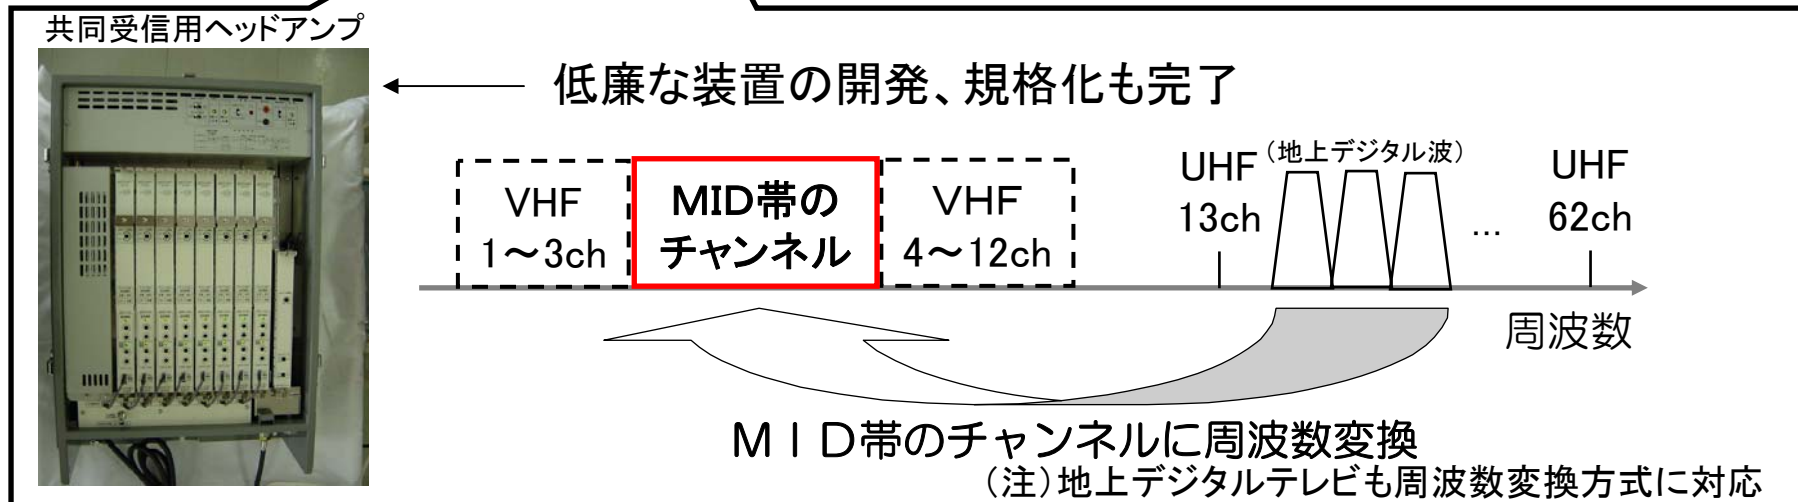 共同受信用ヘッドアンプ
低廉な装置の開発、規格化も完了
VHF
1～3ch
MID帯の
チャンネル
VHF
4～12ch
UHF
13ch
（地上デジタル波）
...
UHF
62ch
周波数
ＭＩＤ帯のチャンネルに周波数変換
（注）地上デジタルテレビも周波数変換方式に対応